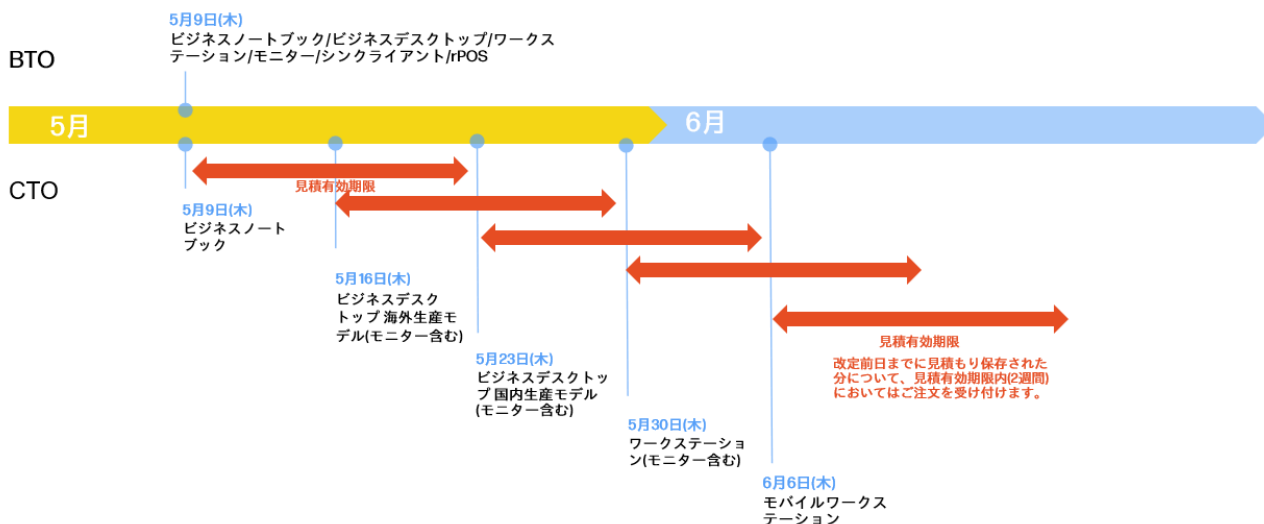 5月9日(木)
ビジネスノートブック/ビジネスデスクトップ/ワークス
テーション/モニター/シンクライアント/rPOS
BTO
5月
6月
CTO
見積有効期限
5月9日(木)
ビジネスノート
ブック
5月16日(木)
ビジネスデスク
トップ 海外生産モ
デル(モニター含む)
5月23日(木)
ビジネスデスクトッ
プ 国内生産モデル
(モニター含む)
5月30日(木)
ワークステーショ
ン(モニター含む)
6月6日(木)
モバイルワークス
テーション
見積有効期限
改定前日までに見積もり保存された
分について、見積有効期限内(2週間)
においてはご注文を受け付けます。